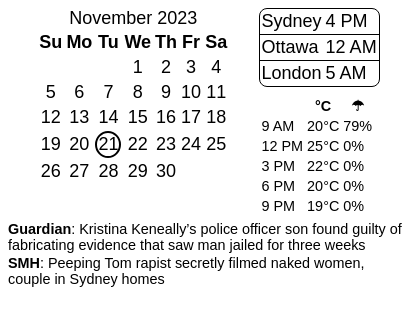 November 2023
Su Mo Tu We Th Fr Sa
1 2 3 4
5 6 7 8 9 10 11
12 13 14 15 16 17 18
19 20 21 22 23 24 25
26 27 28 29 30
Sydney 4 PM
Ottawa 12 AM
London 5 AM
°C ☂
9 AM 20°C 79%
12 PM 25°C 0%
3 PM 22°C 0%
6 PM 20°C 0%
9 PM 19°C 0%
Guardian: Kristina Keneally's police officer son found guilty of
fabricating evidence that saw man jailed for three weeks
SMH: Peeping Tom rapist secretly filmed naked women,
couple in Sydney homes